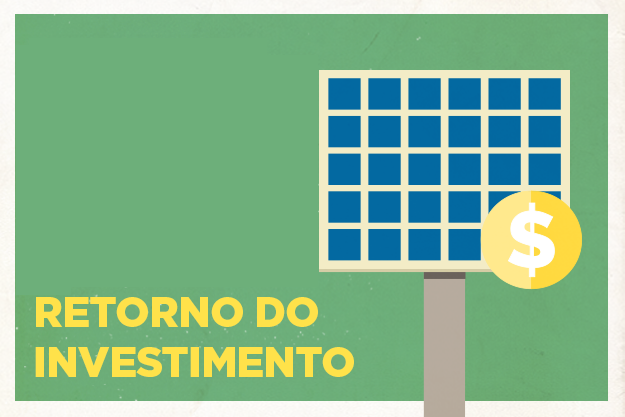 $
RETORNO DO
INVESTIMENTO